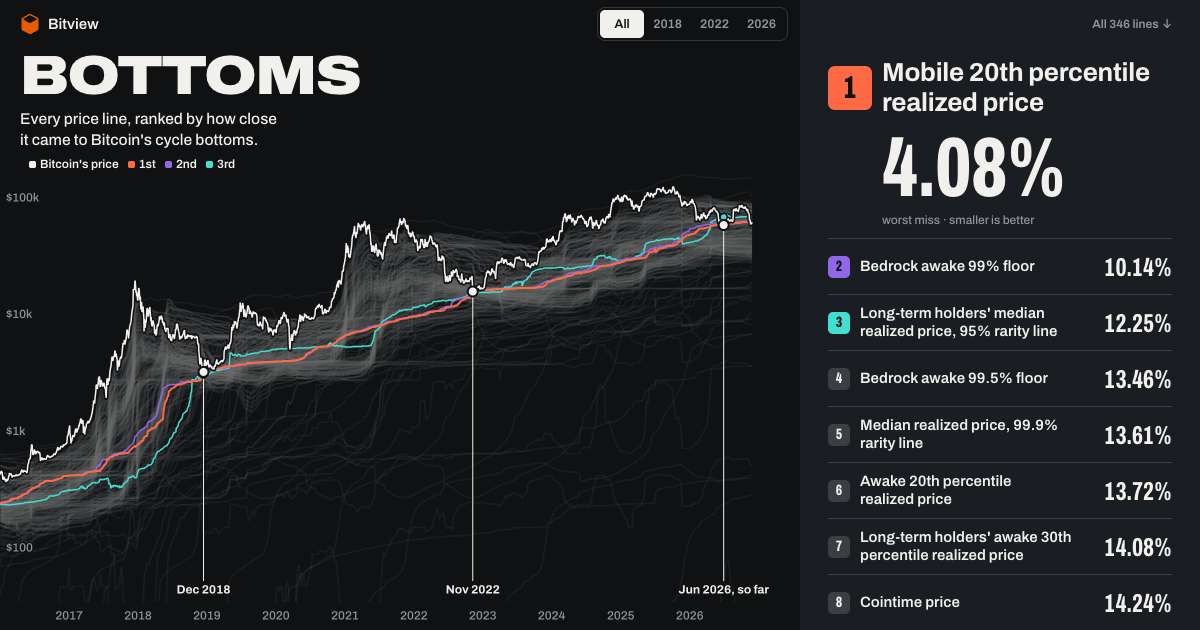 Bitview
All 2018 2022 2026
BOTTOMS
Every price line, ranked by how close
it came to Bitcoin's cycle bottoms.
Bitcoin's price 1st 2nd 3rd
$100k
$10k
$1k
$100
Dec 2018
Nov 2022
Jun 2026, so far
2017 2018 2019 2020 2021 2022 2023 2024 2025 2026
All 346 lines ↓
1
Mobile 20th percentile
realized price
4.08%
worst miss · smaller is better
2 Bedrock awake 99% floor 10.14%
3 Long-term holders' median
realized price, 95% rarity line 12.25%
4 Bedrock awake 99.5% floor 13.46%
5 Median realized price, 99.9%
rarity line 13.61%
6 Awake 20th percentile
realized price 13.72%
7 Long-term holders' awake 30th
percentile realized price 14.08%
8 Cointime price 14.24%